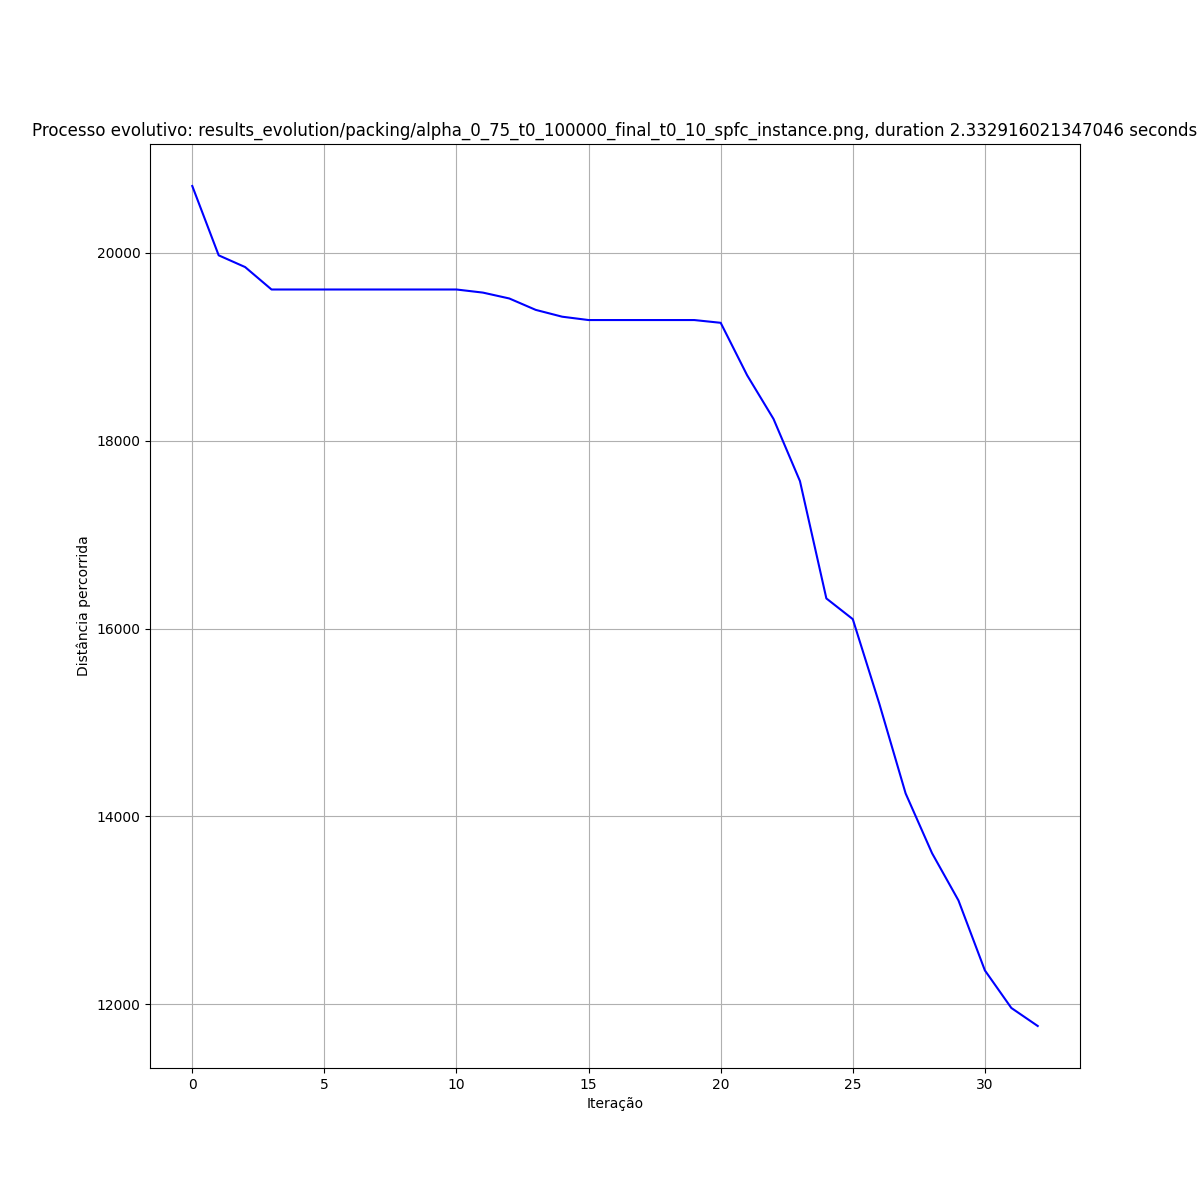 Processo evolutivo: results_evolution/packing/alpha_0_75_t0_100000_final_t0_10_spfc_instance.png, duration 2.332916021347046 seconds
20000
18000
16000
14000
12000
Distância percorrida
0 5 10 15 20 25 30
Iteração